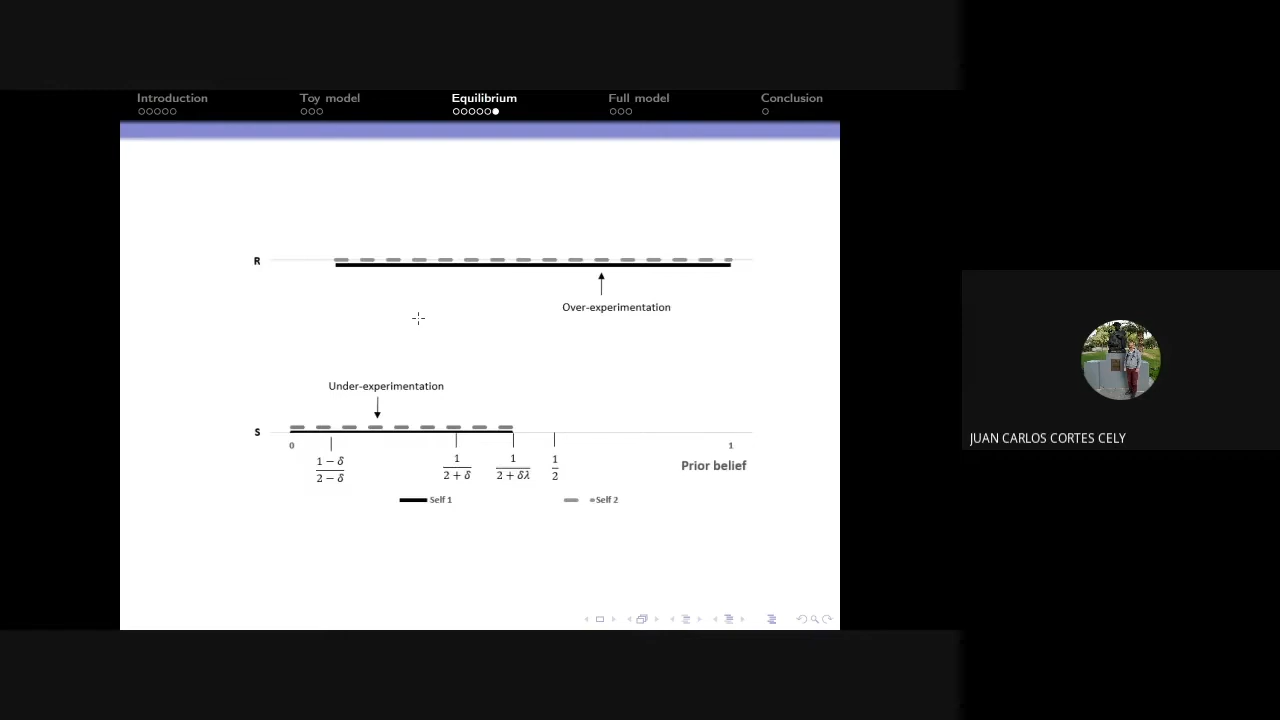 Introduction Toy model Equilibrium Full model Conclusion
R
Over-experimentation
Under-experimentation
S
0 1
1 − δ / 2 − δ 1 / 2 + δ 1 / 2 + δλ 1 / 2
Prior belief
Self 1 Self 2
JUAN CARLOS CORTES CELY